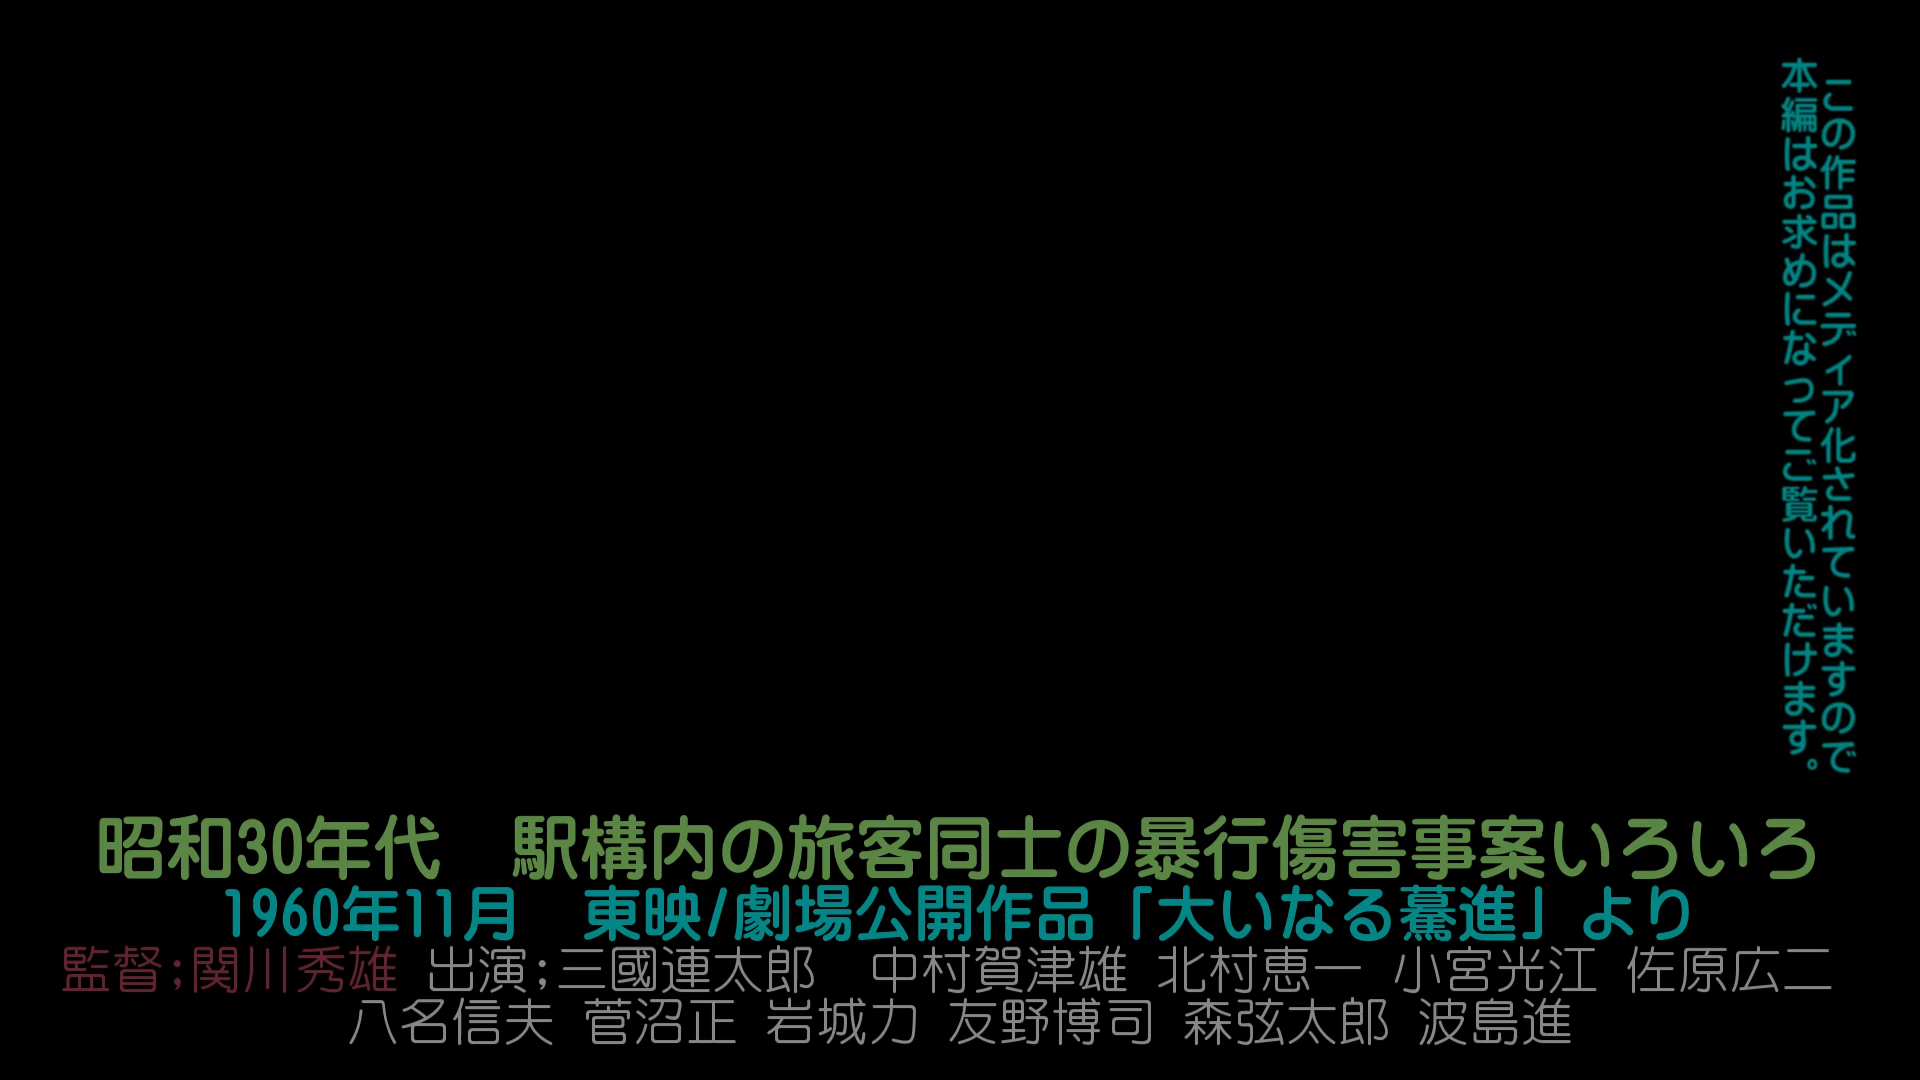 この作品はメディア化されていますので
本編はお求めになってご覧いただけます。
昭和30年代　駅構内の旅客同士の暴行傷害事案いろいろ
1960年11月　東映/劇場公開作品「大いなる驀進」より
監督;関川秀雄 出演;三國連太郎　中村賀津雄 北村恵一 小宮光江 佐原広二
八名信夫 菅沼正 岩城力 友野博司 森弦太郎 波島進